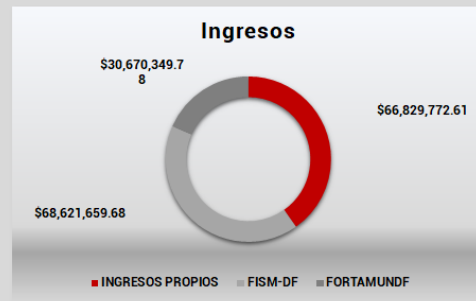 Ingresos
$30,670,349.7
8
$66,829,772.61
$68,621,659.68
INGRESOS PROPIOS FISM-DF FORTAMUNDF